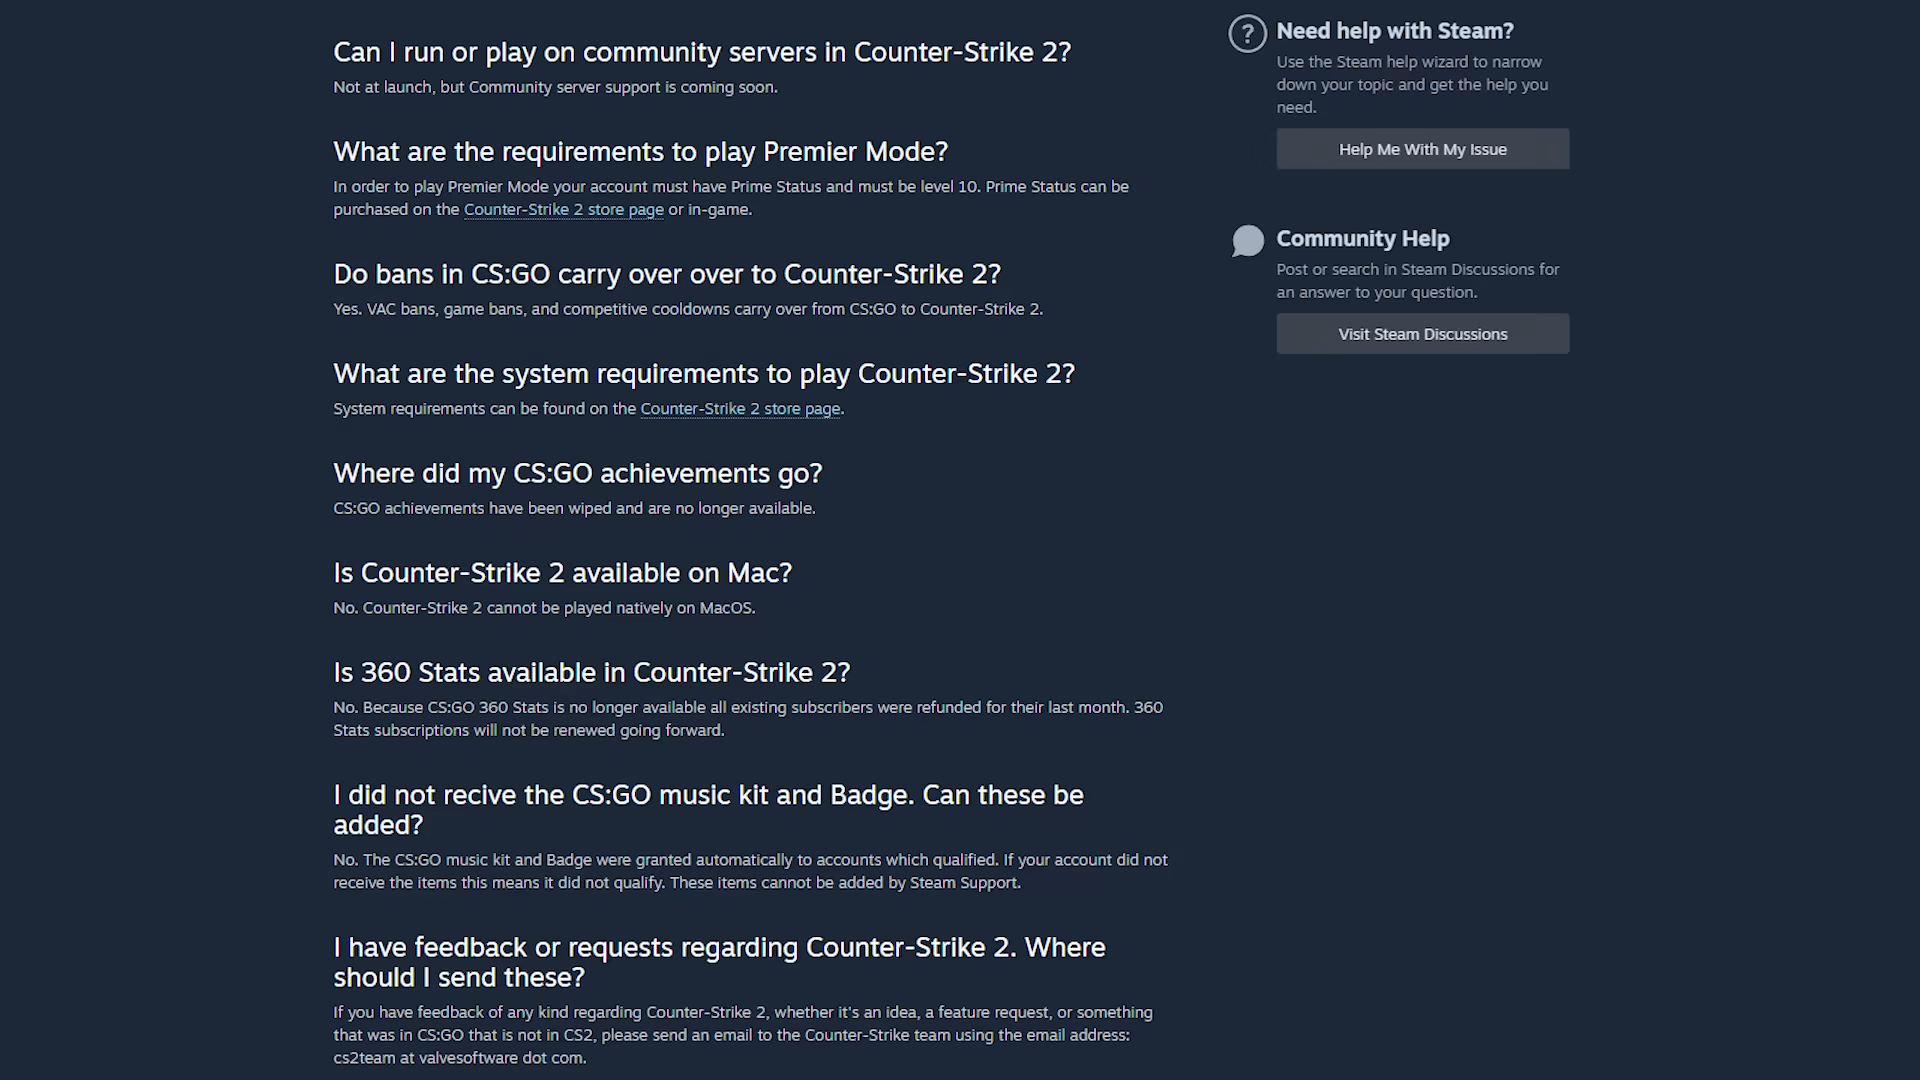 Can I run or play on community servers in Counter-Strike 2?
Not at launch, but Community server support is coming soon.
What are the requirements to play Premier Mode?
In order to play Premier Mode your account must have Prime Status and must be level 10. Prime Status can be
purchased on the Counter-Strike 2 store page or in-game.
Do bans in CS:GO carry over over to Counter-Strike 2?
Yes. VAC bans, game bans, and competitive cooldowns carry over from CS:GO to Counter-Strike 2.
What are the system requirements to play Counter-Strike 2?
System requirements can be found on the Counter-Strike 2 store page.
Where did my CS:GO achievements go?
CS:GO achievements have been wiped and are no longer available.
Is Counter-Strike 2 available on Mac?
No. Counter-Strike 2 cannot be played natively on MacOS.
Is 360 Stats available in Counter-Strike 2?
No. Because CS:GO 360 Stats is no longer available all existing subscribers were refunded for their last month. 360
Stats subscriptions will not be renewed going forward.
I did not recive the CS:GO music kit and Badge. Can these be
added?
No. The CS:GO music kit and Badge were granted automatically to accounts which qualified. If your account did not
receive the items this means it did not qualify. These items cannot be added by Steam Support.
I have feedback or requests regarding Counter-Strike 2. Where
should I send these?
If you have feedback of any kind regarding Counter-Strike 2, whether it's an idea, a feature request, or something
that was in CS:GO that is not in CS2, please send an email to the Counter-Strike team using the email address:
cs2team at valvesoftware dot com.
? Need help with Steam?
Use the Steam help wizard to narrow
down your topic and get the help you
need.
Help Me With My Issue
Community Help
Post or search in Steam Discussions for
an answer to your question.
Visit Steam Discussions